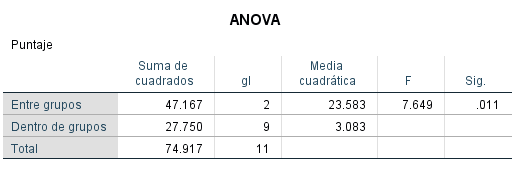 ANOVA
Puntaje
Suma de cuadrados gl Media cuadrática F Sig.
Entre grupos 47.167 2 23.583 7.649 .011
Dentro de grupos 27.750 9 3.083
Total 74.917 11